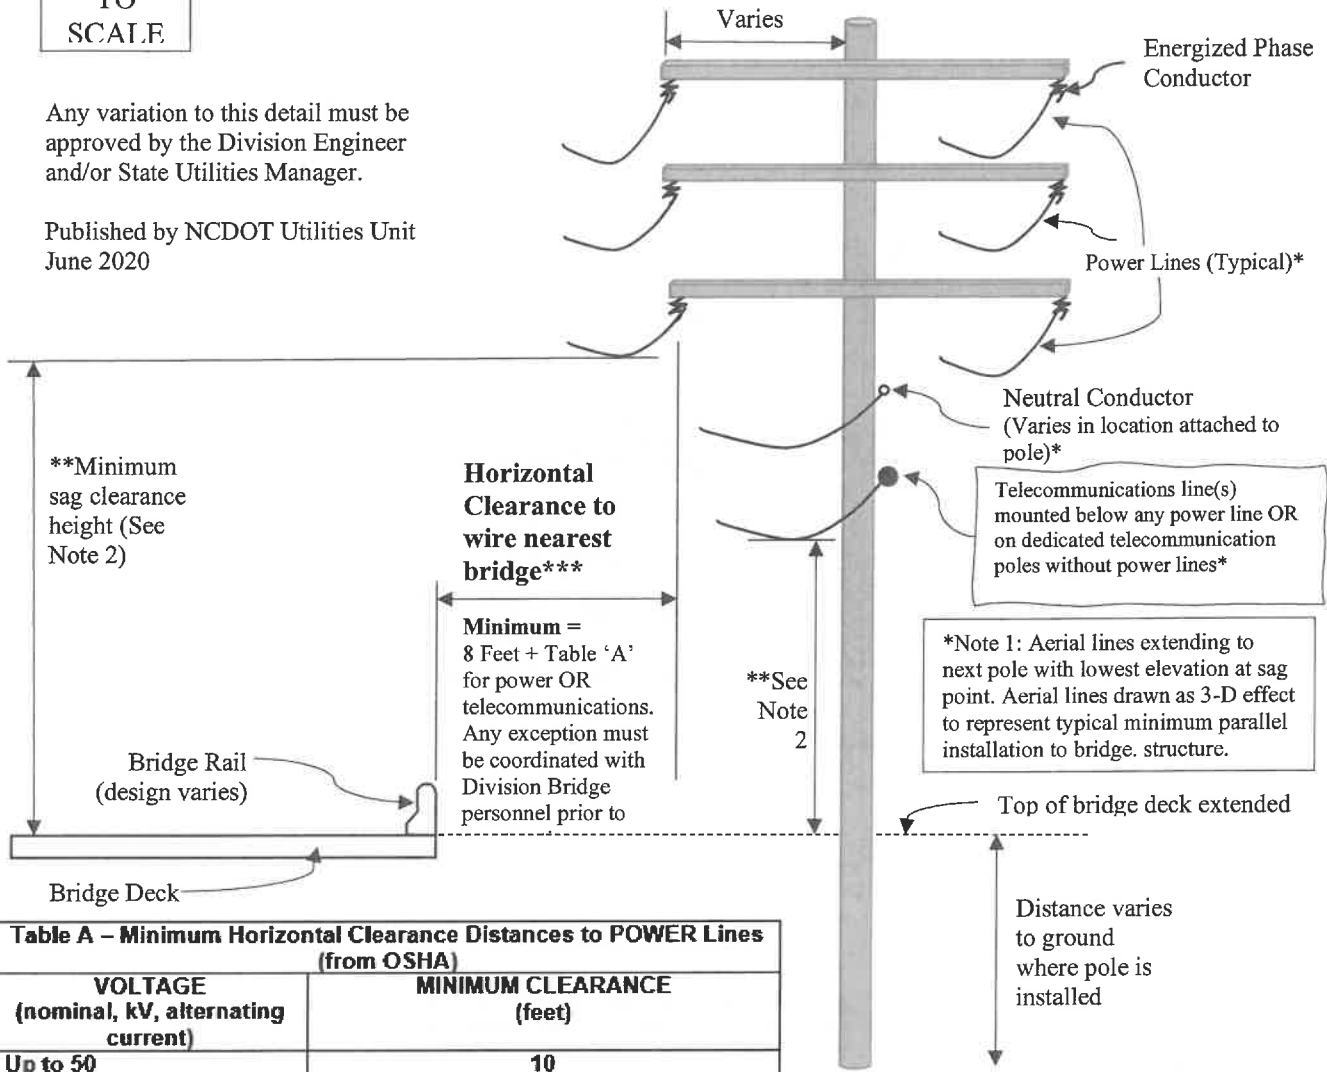 TO
SCALE
Any variation to this detail must be
approved by the Division Engineer
and/or State Utilities Manager.
Published by NCDOT Utilities Unit
June 2020
Varies
Energized Phase
Conductor
Power Lines (Typical)*
Neutral Conductor
(Varies in location attached to
pole)*
Telecommunications line(s)
mounted below any power line OR
on dedicated telecommunication
poles without power lines*
**Minimum
sag clearance
height (See
Note 2)
Horizontal
Clearance to
wire nearest
bridge***
Minimum =
8 Feet + Table ‘A’
for power OR
telecommunications.
Any exception must
be coordinated with
Division Bridge
personnel prior to
**See
Note
2
*Note 1: Aerial lines extending to
next pole with lowest elevation at sag
point. Aerial lines drawn as 3-D effect
to represent typical minimum parallel
installation to bridge. structure.
Bridge Rail
(design varies)
Top of bridge deck extended
Bridge Deck
Distance varies
to ground
where pole is
installed
Table A – Minimum Horizontal Clearance Distances to POWER Lines
(from OSHA)
VOLTAGE
(nominal, kV, alternating
current)
MINIMUM CLEARANCE
(feet)
Up to 50
10